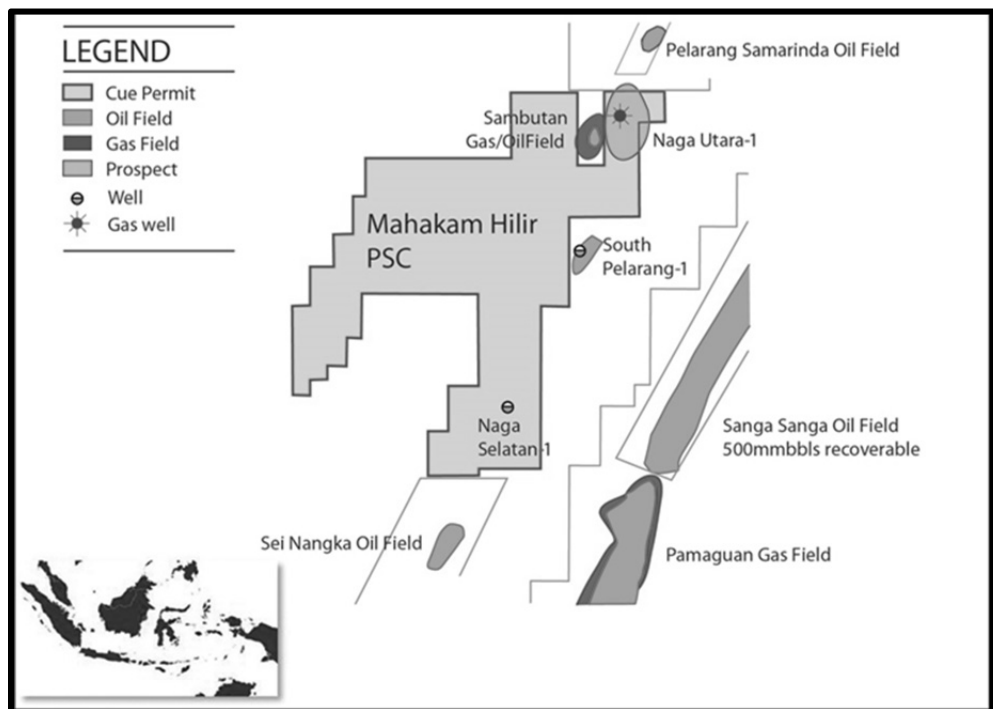 LEGEND
Cue Permit
Oil Field
Gas Field
Prospect
Well
Gas well
Pelarang Samarinda Oil Field
Sambutan
Gas/OilField
Naga Utara-1
Mahakam Hilir
PSC
South
Pelarang-1
Naga
Selatan-1
Sanga Sanga Oil Field
500mmbbls recoverable
Sei Nangka Oil Field
Pamaguan Gas Field